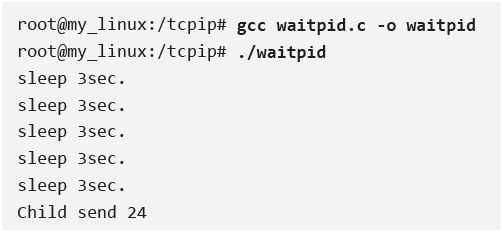 root@my_linux:/tcpip# gcc waitpid.c -o waitpid
root@my_linux:/tcpip# ./waitpid
sleep 3sec.
sleep 3sec.
sleep 3sec.
sleep 3sec.
sleep 3sec.
Child send 24